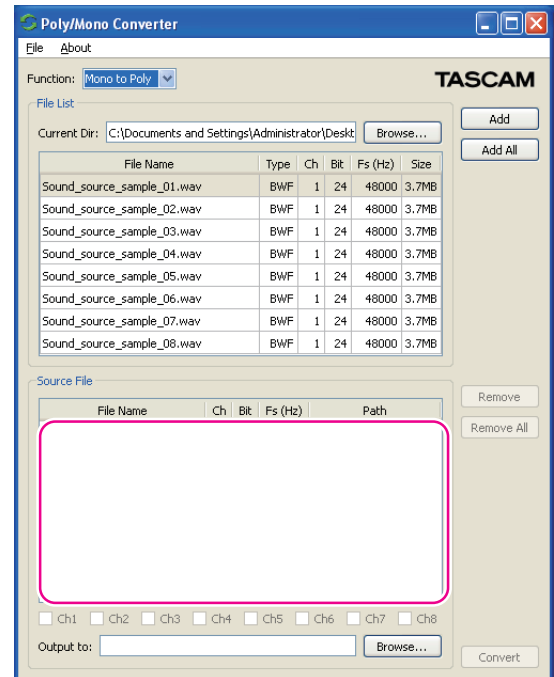 Poly/Mono Converter
File About
Function: Mono to Poly
TASCAM
File List
Current Dir: C:\Documents and Settings\Administrator\Deskt Browse...
Add
Add All
File Name Type Ch Bit Fs (Hz) Size
Sound_source_sample_01.wav BWF 1 24 48000 3.7MB
Sound_source_sample_02.wav BWF 1 24 48000 3.7MB
Sound_source_sample_03.wav BWF 1 24 48000 3.7MB
Sound_source_sample_04.wav BWF 1 24 48000 3.7MB
Sound_source_sample_05.wav BWF 1 24 48000 3.7MB
Sound_source_sample_06.wav BWF 1 24 48000 3.7MB
Sound_source_sample_07.wav BWF 1 24 48000 3.7MB
Sound_source_sample_08.wav BWF 1 24 48000 3.7MB
Source File
Remove
File Name Ch Bit Fs (Hz) Path
Remove All
Ch1 Ch2 Ch3 Ch4 Ch5 Ch6 Ch7 Ch8
Output to: Browse...
Convert